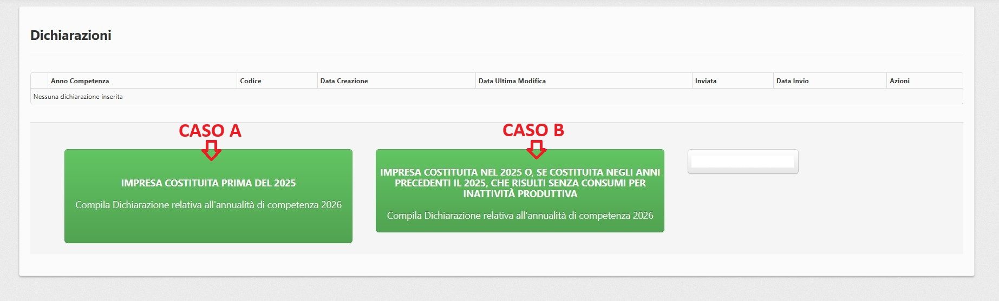 Dichiarazioni
Anno Competenza Codice Data Creazione Data Ultima Modifica Inviata Data Invio Azioni
Nessuna dichiarazione inserita
CASO A
IMPRESA COSTITUITA PRIMA DEL 2025
Compila Dichiarazione relativa all'annualità di competenza 2026
CASO B
IMPRESA COSTITUITA NEL 2025 O, SE COSTITUITA NEGLI ANNI
PRECEDENTI IL 2025, CHE RISULTI SENZA CONSUMI PER
INATTIVITÀ PRODUTTIVA
Compila Dichiarazione relativa all'annualità di competenza 2026